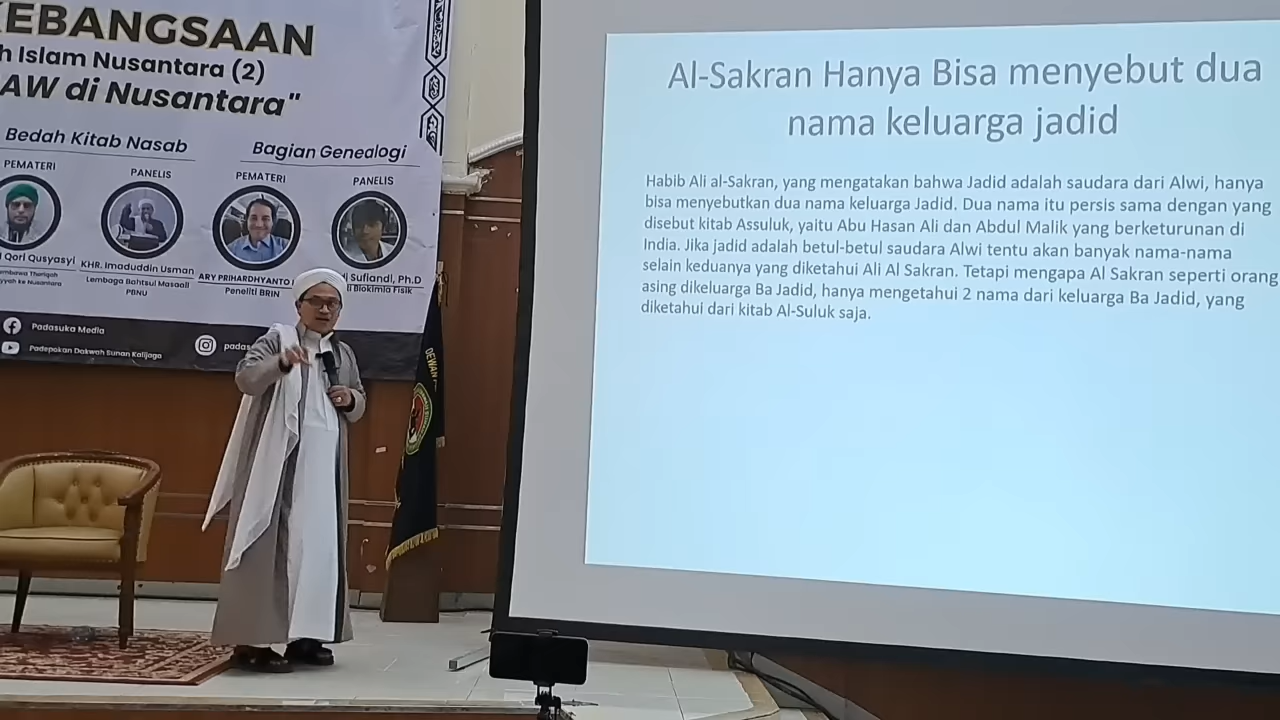 KEBANGSAAN
h Islam Nusantara (2)
AW di Nusantara"
Bedah Kitab Nasab
Bagian Genealogi
PEMATERI
PANELIS
PEMATERI
PANELIS
Qori Qusyasyi
KHR. Imaduddin Usman
Lembaga Bahtsul Masaail
PBNU
ARY PRIHARDHYANTO
Peneliti BRIN
Sufiandi, Ph.D
Biokimia Fisik
Padasuka Media
Padepokan Dakwah Sunan Kalijaga
padas
DEWAN
Al-Sakran Hanya Bisa menyebut dua
nama keluarga jadid
Habib Ali al-Sakran, yang mengatakan bahwa Jadid adalah saudara dari Alwi, hanya
bisa menyebutkan dua nama keluarga Jadid. Dua nama itu persis sama dengan yang
disebut kitab Assuluk, yaitu Abu Hasan Ali dan Abdul Malik yang berketurunan di
India. Jika jadid adalah betul-betul saudara Alwi tentu akan banyak nama-nama
selain keduanya yang diketahui Ali Al Sakran. Tetapi mengapa Al Sakran seperti orang
asing dikeluarga Ba Jadid, hanya mengetahui 2 nama dari keluarga Ba Jadid, yang
diketahui dari kitab Al-Suluk saja.